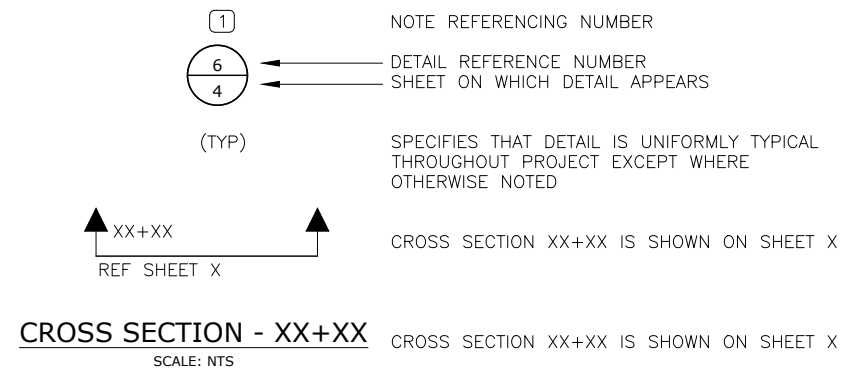 1 NOTE REFERENCING NUMBER
6 DETAIL REFERENCE NUMBER
4 SHEET ON WHICH DETAIL APPEARS
(TYP) SPECIFIES THAT DETAIL IS UNIFORMLY TYPICAL
THROUGHOUT PROJECT EXCEPT WHERE
OTHERWISE NOTED
XX+XX
REF SHEET X
CROSS SECTION XX+XX IS SHOWN ON SHEET X
CROSS SECTION - XX+XX
SCALE: NTS
CROSS SECTION XX+XX IS SHOWN ON SHEET X